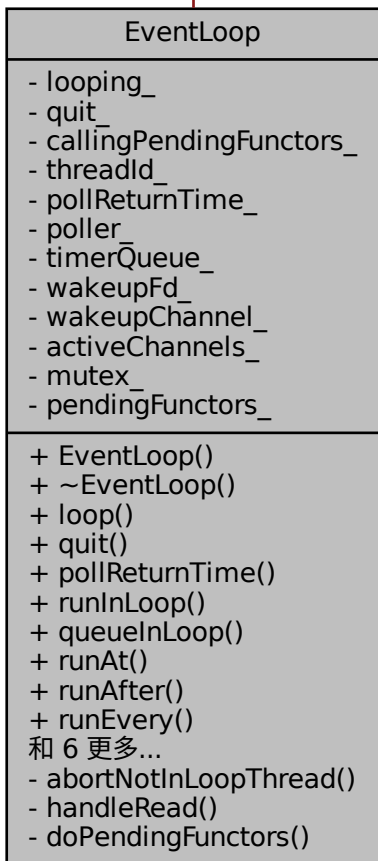 EventLoop
- looping_
- quit_
- callingPendingFunctors_
- threadId_
- pollReturnTime_
- poller_
- timerQueue_
- wakeupFd_
- wakeupChannel_
- activeChannels_
- mutex_
- pendingFunctors_
+ EventLoop()
+ ~EventLoop()
+ loop()
+ quit()
+ pollReturnTime()
+ runInLoop()
+ queueInLoop()
+ runAt()
+ runAfter()
+ runEvery()
和 6 更多...
- abortNotInLoopThread()
- handleRead()
- doPendingFunctors()